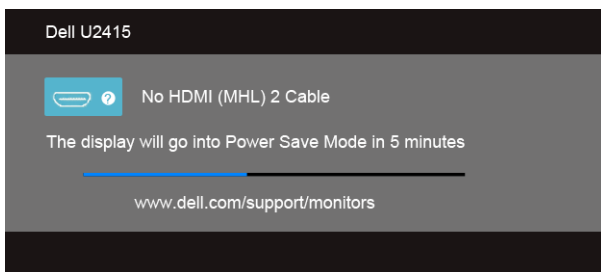 Dell U2415
No HDMI (MHL) 2 Cable
The display will go into Power Save Mode in 5 minutes
www.dell.com/support/monitors